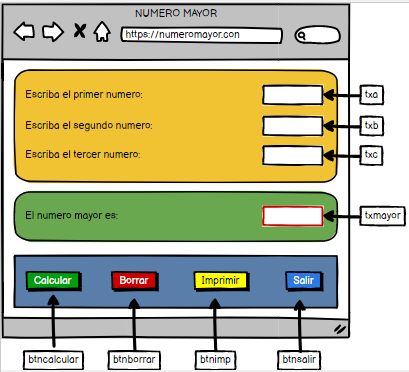 NUMERO MAYOR
https://numeromayor.con
Escriba el primer numero:
txa
Escriba el segundo numero:
txb
Escriba el tercer numero:
txc
El numero mayor es:
txmayor
Calcular Borrar Imprimir Salir
btncalcular btnborrar btnimp btnsalir